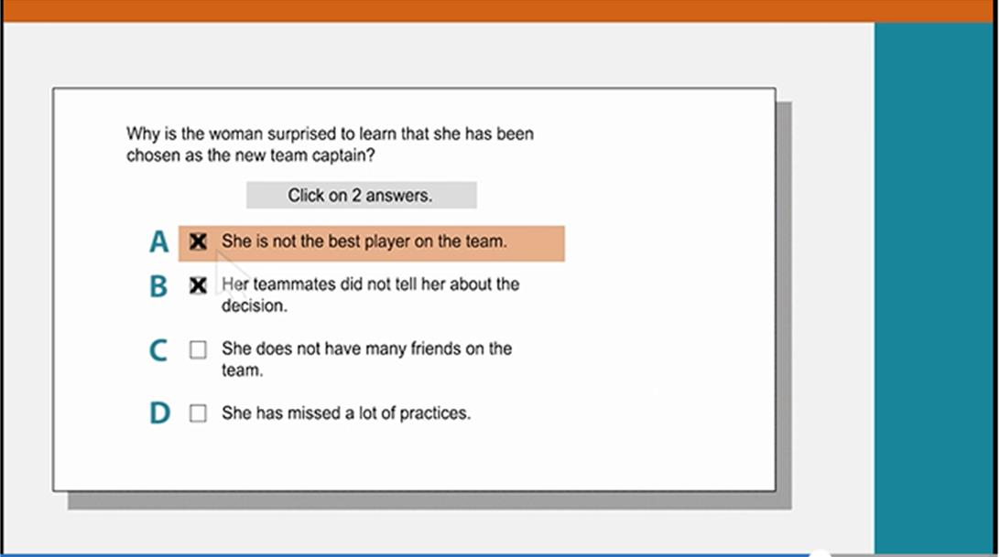 Why is the woman surprised to learn that she has been
chosen as the new team captain?
Click on 2 answers.
A She is not the best player on the team.
B Her teammates did not tell her about the
decision.
C She does not have many friends on the
team.
D She has missed a lot of practices.